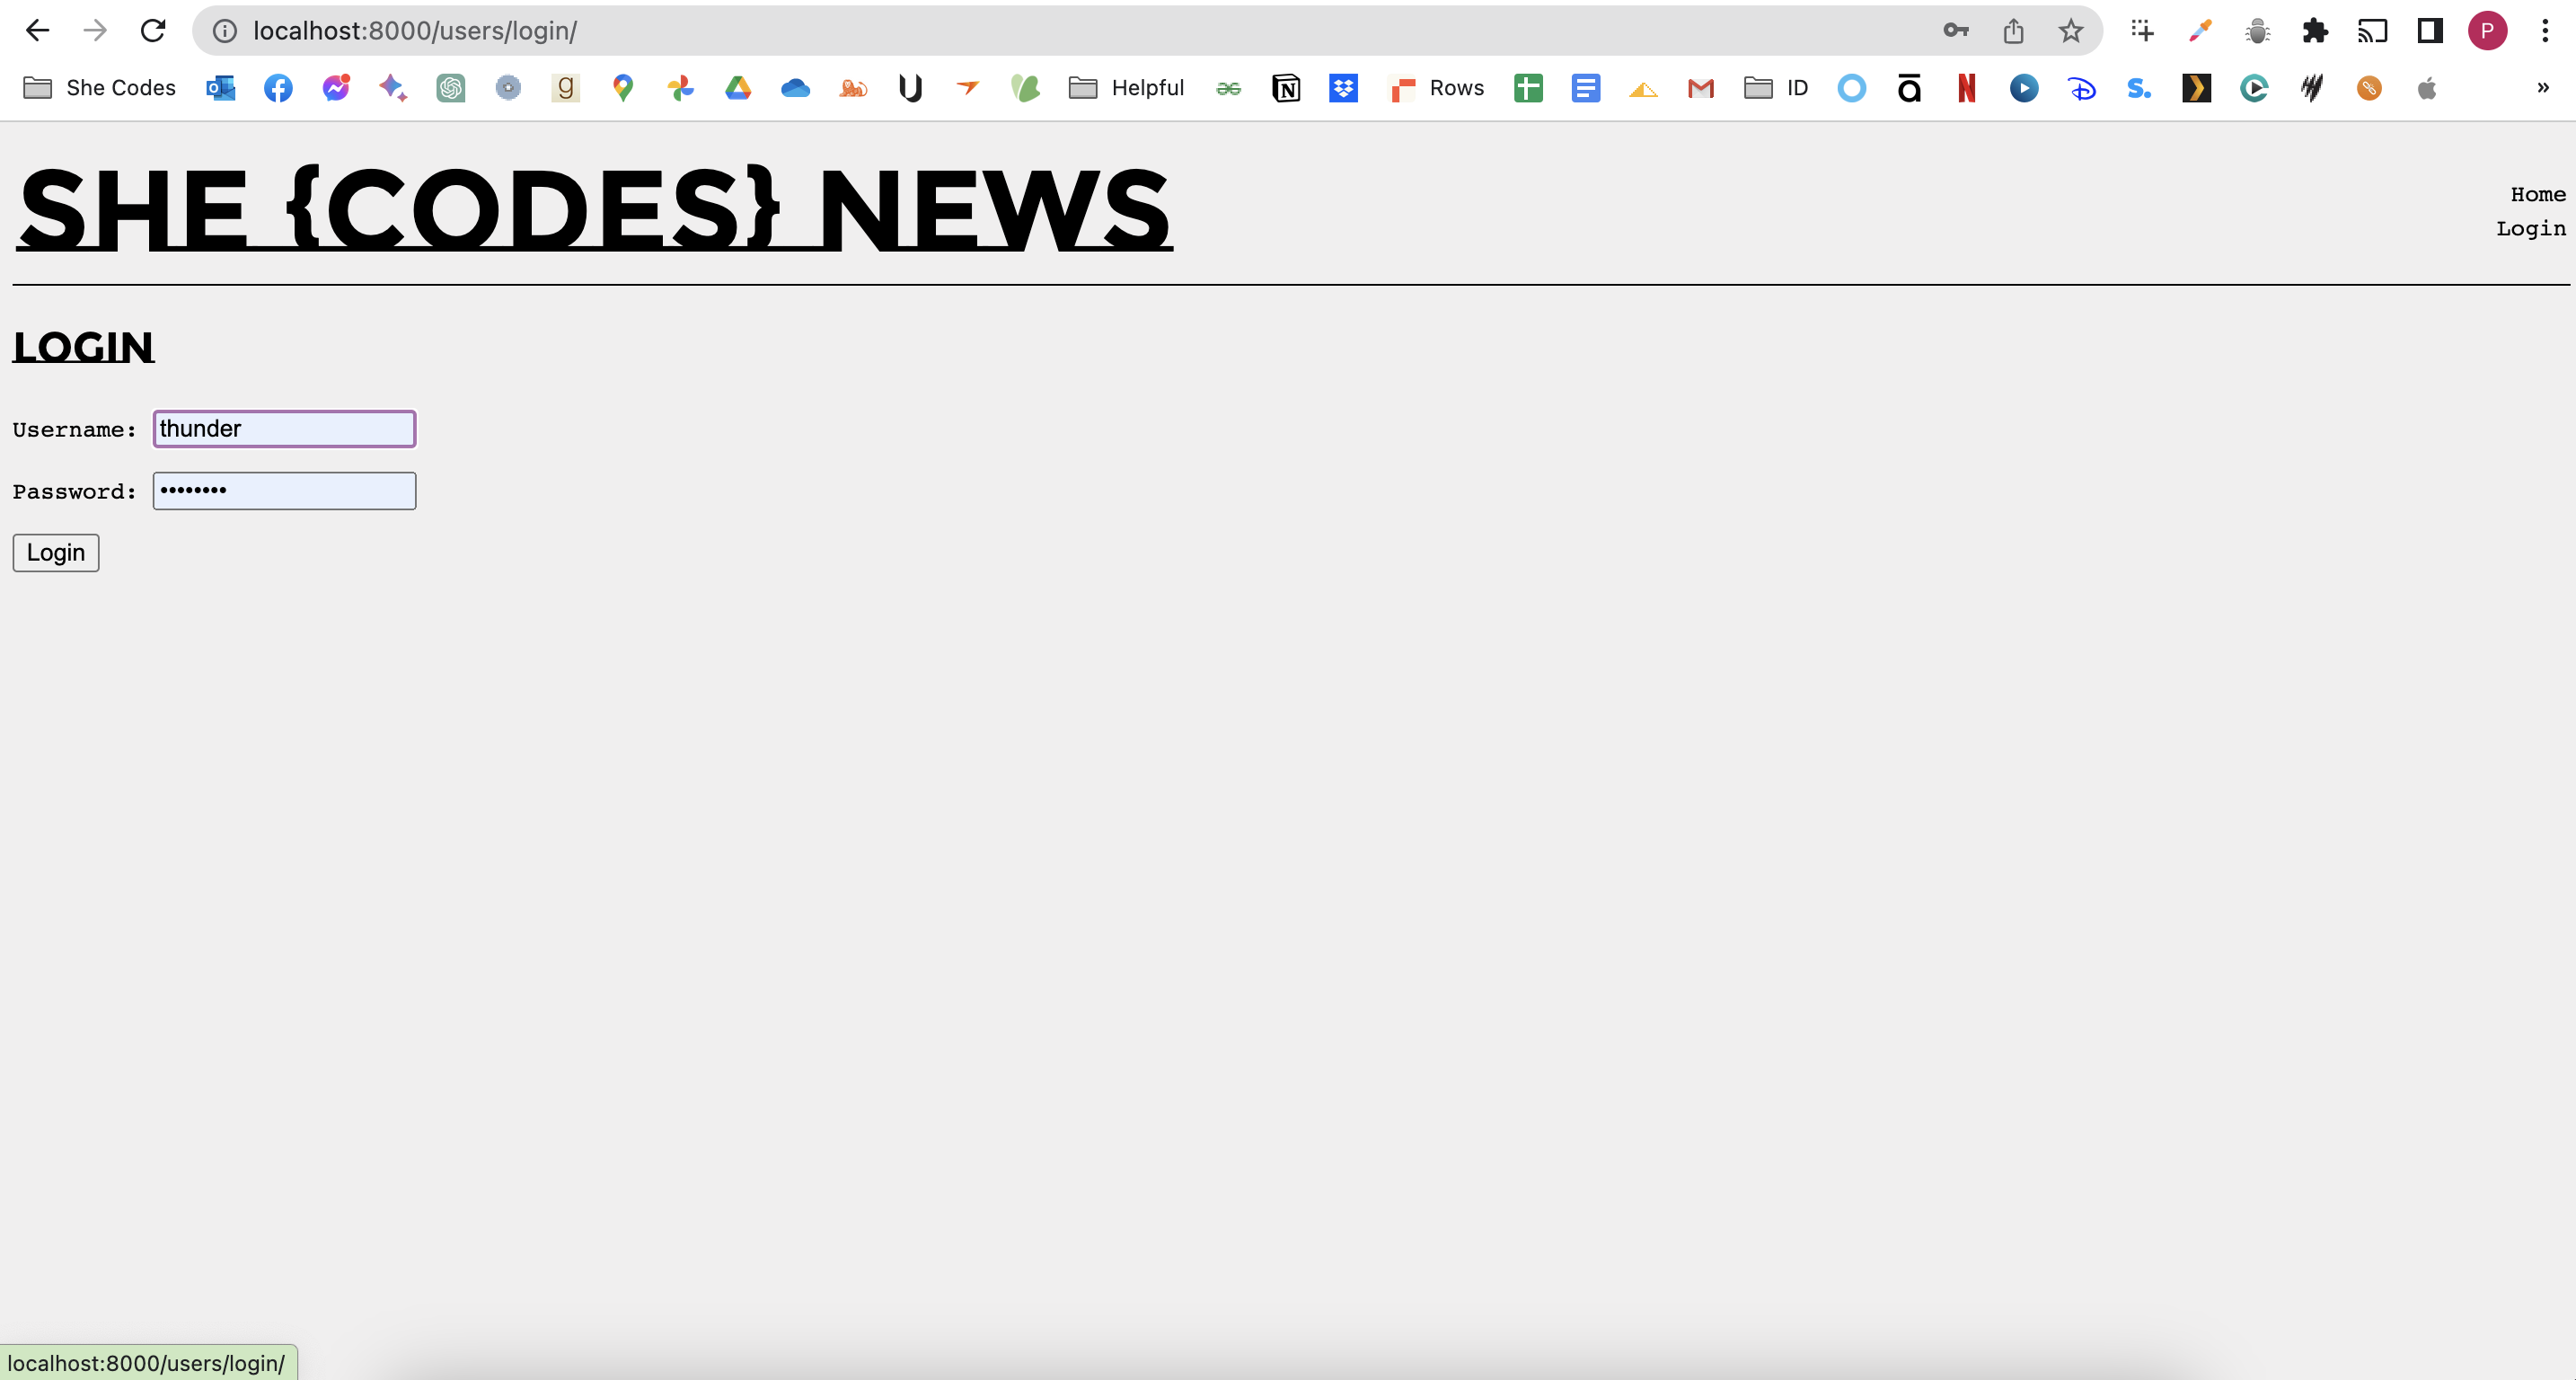 localhost:8000/users/login/
P
She Codes
Helpful
Rows
ID
»
SHE {CODES} NEWS
Home
Login
LOGIN
Username: thunder
Password: ••••••••
Login
localhost:8000/users/login/